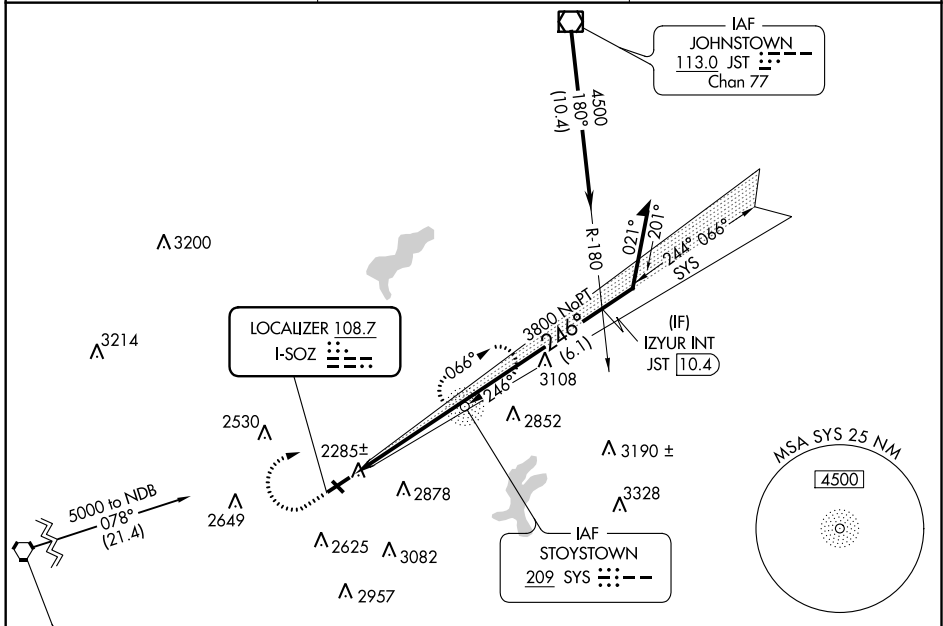 IAF
JOHNSTOWN
113.0 JST
Chan 77
4500
180°
(10.4)
R-180
021°
201°
244°
066°
SYS
3200
3800 NoPT
246°
(6.1)
(IF)
IZYUR INT
JST 10.4
LOCALIZER 108.7
I-SOZ
3214
066°
246°
3108
2530
2285±
2852
3190 ±
MSA SYS 25 NM
4500
5000 to NDB
078°
(21.4)
2649
2878
3328
2625
3082
IAF
STOYSTOWN
209 SYS
2957